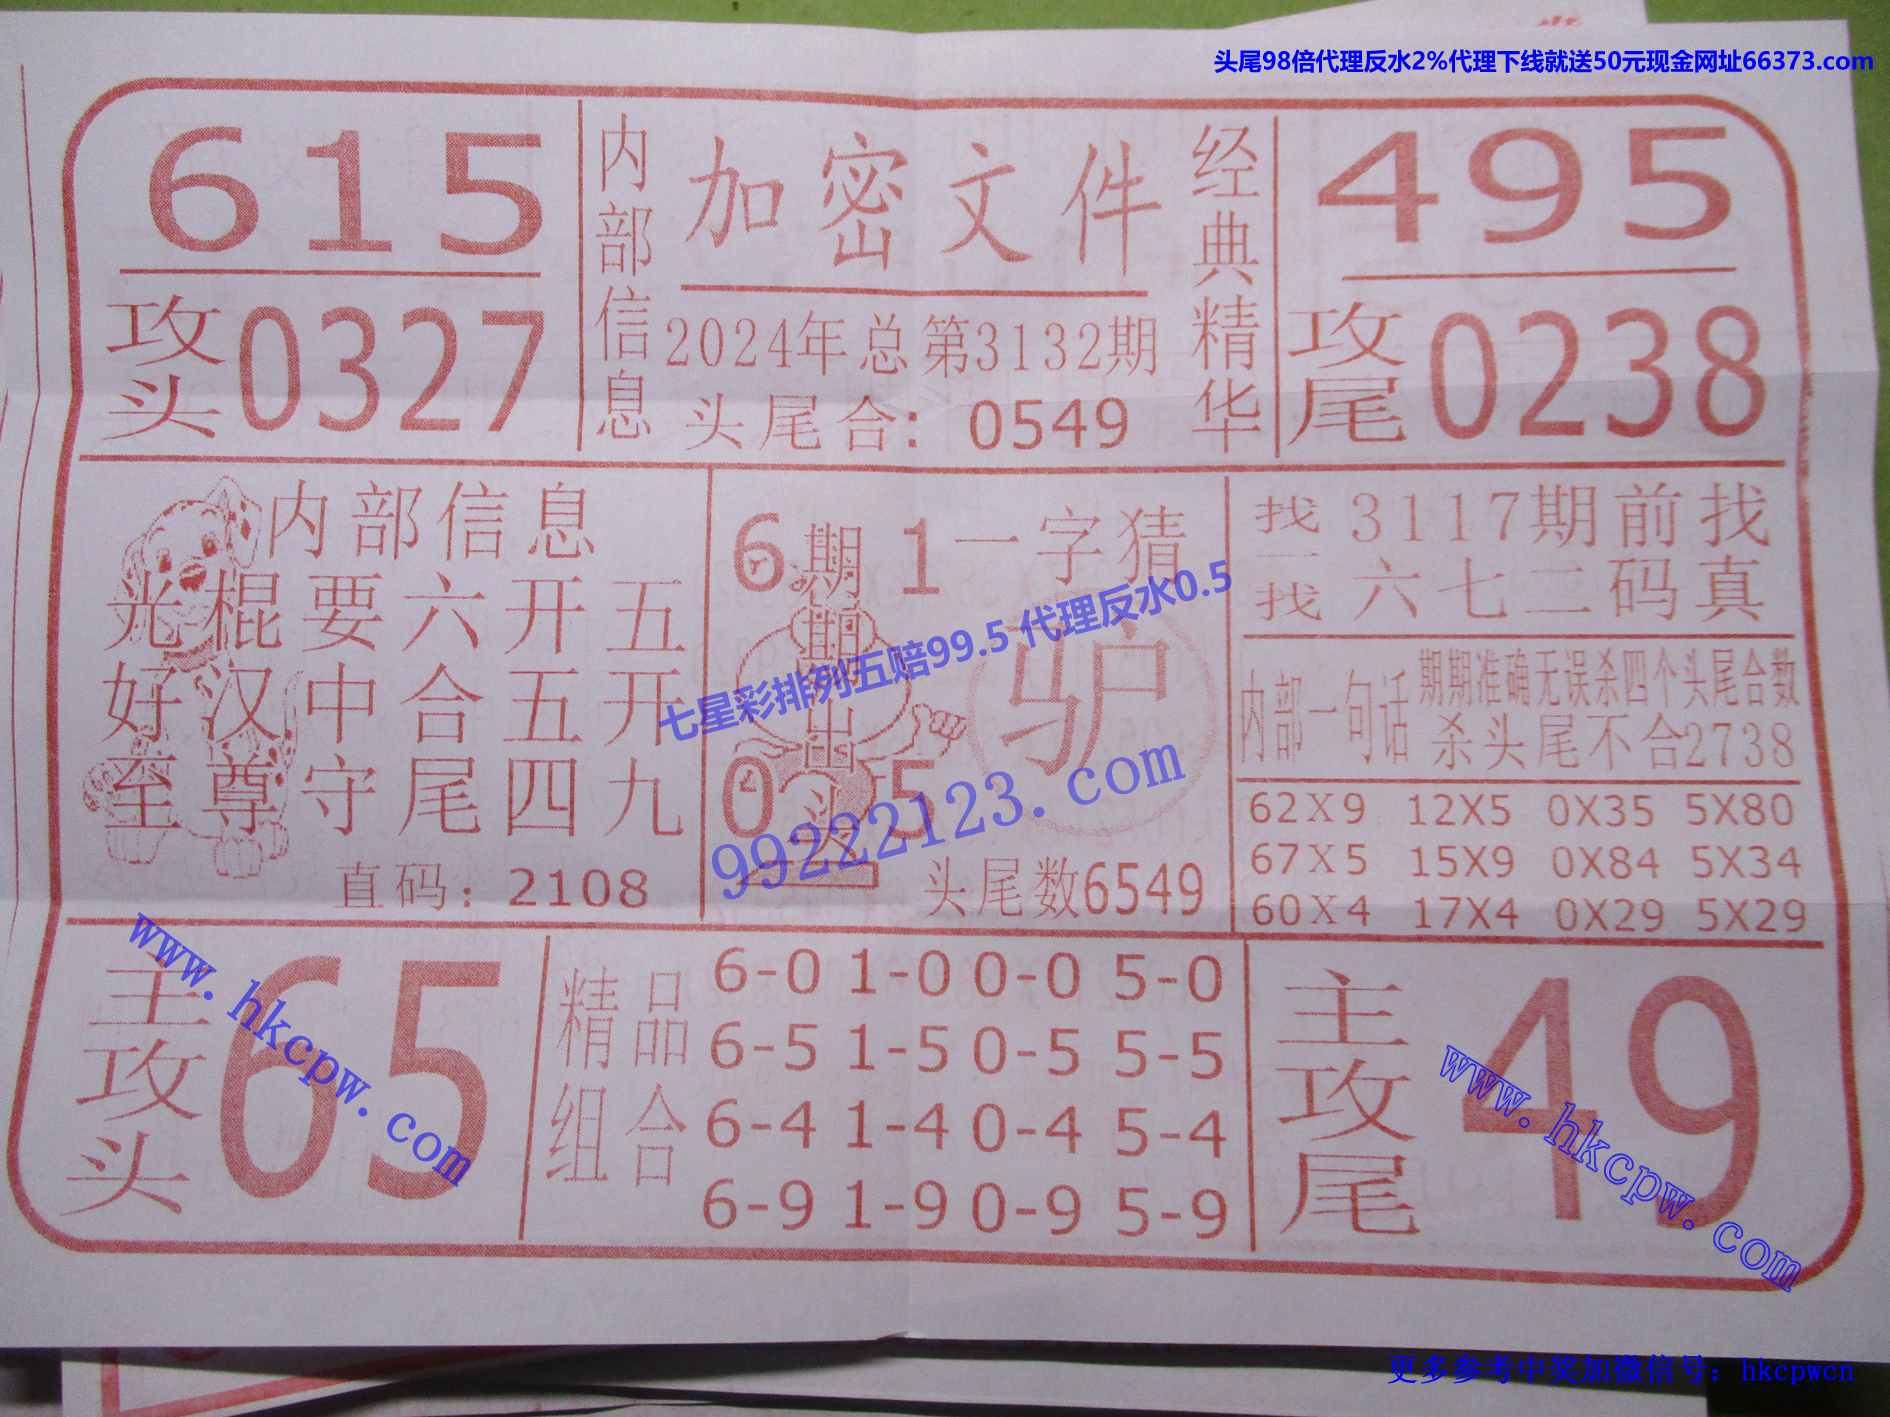 头尾98倍代理反水2%代理下线就送50元现金网址66373.com
615
攻头0327
内部信息
加密文件
2024年总第3132期
头尾合：0549
经典精华
495
攻尾0238
内部信息
光棍要六开五
好汉中合五开
至尊守尾四九
直码：2108
6 1
期期出头
0 5
一字猜
驴
头尾数6549
找一找
3117期前找
六七二码真
内部一句话
期期准确无误杀四个头尾合数
杀头尾不合2738
62X9 12X5 0X35 5X80
67X5 15X9 0X84 5X34
60X4 17X4 0X29 5X29
主攻头
65
精品组合
6-0 1-0 0-0 5-0
6-5 1-5 0-5 5-5
6-4 1-4 0-4 5-4
6-9 1-9 0-9 5-9
主攻尾
49
七星彩排列五赔99.5 代理反水0.5
99222123.com
www.hkcpw.com
www.hkcpw.com
更多参考中奖加微信号：hkcpwcn